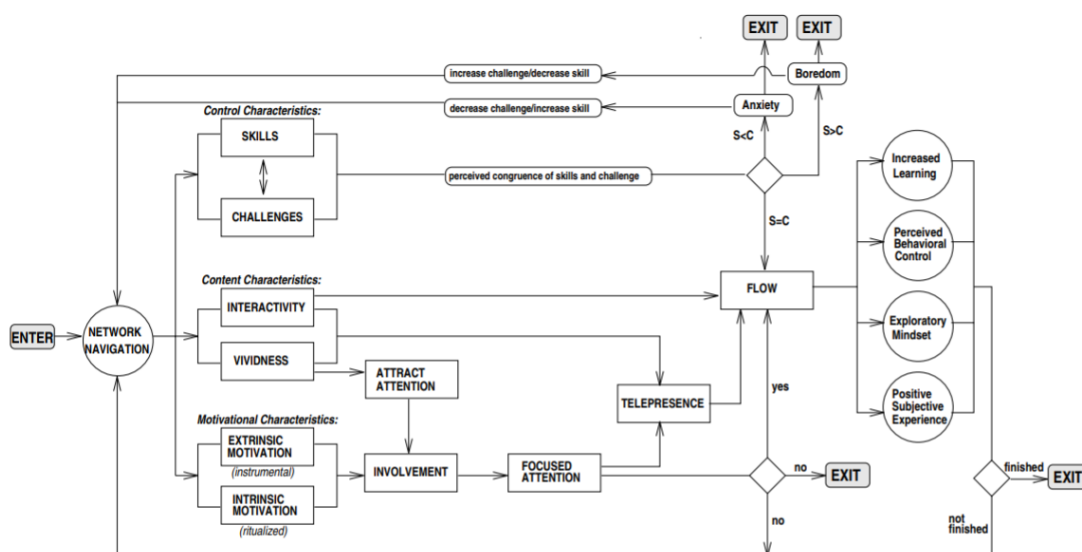 EXIT
EXIT
increase challenge/decrease skill
Boredom
decrease challenge/increase skill
Anxiety
Control Characteristics:
SKILLS
S<C
S>C
Increased
Learning
perceived congruence of skills and challenge
CHALLENGES
S=C
Perceived
Behavioral
Control
Content Characteristics:
INTERACTIVITY
FLOW
ENTER
NETWORK
NAVIGATION
Exploratory
Mindset
VIVIDNESS
ATTRACT
ATTENTION
yes
TELEPRESENCE
Positive
Subjective
Experience
Motivational Characteristics:
EXTRINSIC
MOTIVATION
(instrumental)
INVOLVEMENT
FOCUSED
ATTENTION
no
EXIT
finished
EXIT
INTRINSIC
MOTIVATION
(ritualized)
no
not
finished